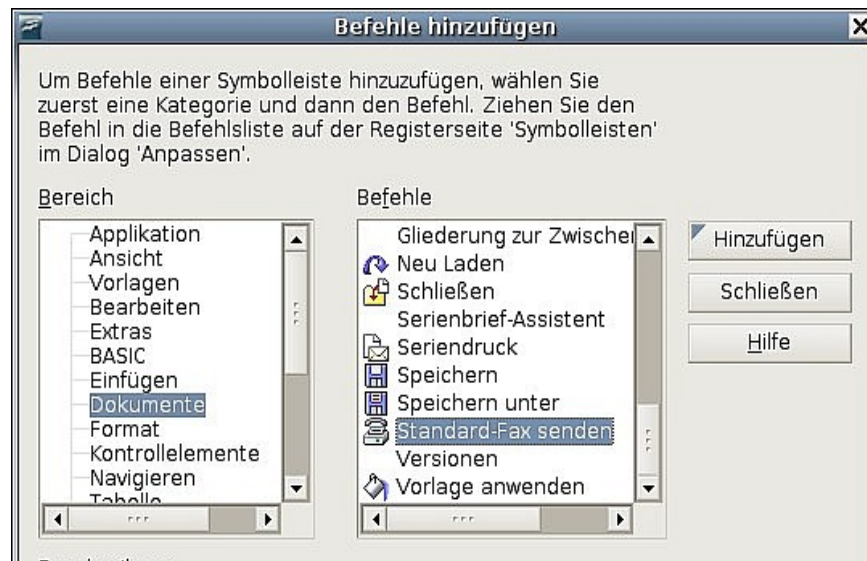 Befehle hinzufügen
Um Befehle einer Symbolleiste hinzuzufügen, wählen Sie
zuerst eine Kategorie und dann den Befehl. Ziehen Sie den
Befehl in die Befehlsliste auf der Registerseite 'Symbolleisten'
im Dialog 'Anpassen'.
Bereich
Applikation
Ansicht
Vorlagen
Bearbeiten
Extras
BASIC
Einfügen
Dokumente
Format
Kontrollelemente
Navigieren
Tabelle
Befehle
Gliederung zur Zwischen
Neu Laden
Schließen
Serienbrief-Assistent
Seriendruck
Speichern
Speichern unter
Standard-Fax senden
Versionen
Vorlage anwenden
Hinzufügen
Schließen
Hilfe